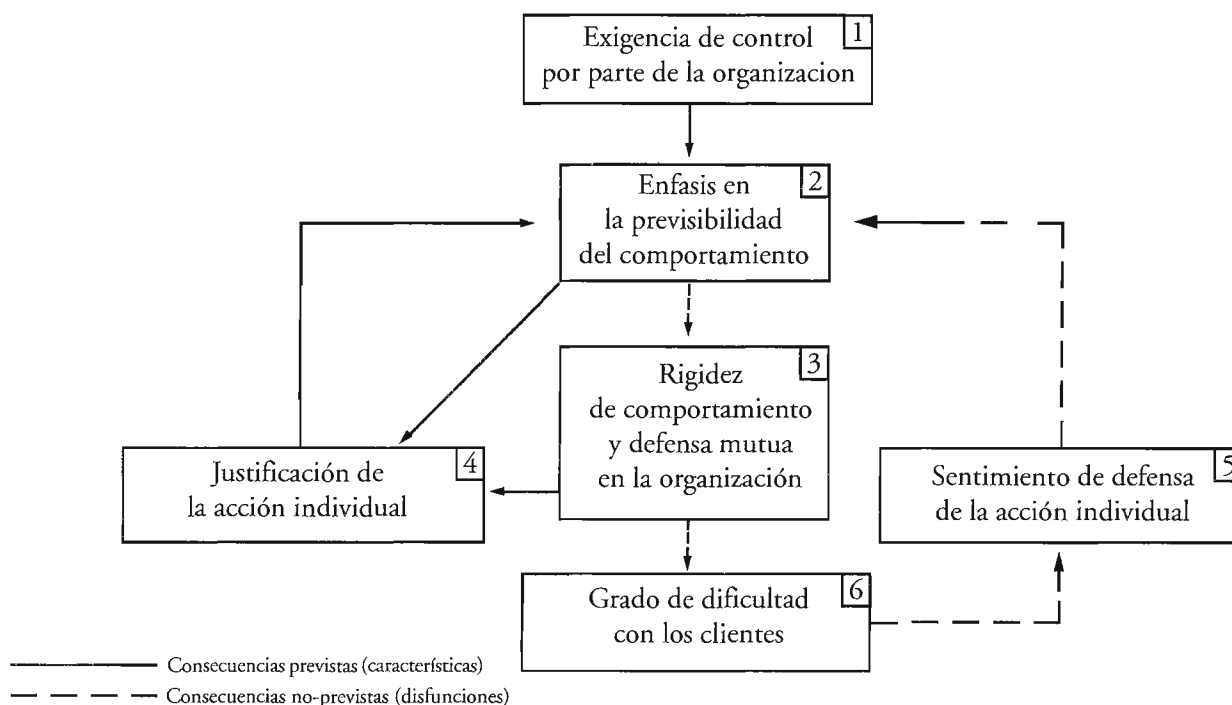 1
Exigencia de control
por parte de la organizacion
2
Enfasis en
la previsibilidad
del comportamiento
3
Rigidez
de comportamiento
y defensa mutua
en la organización
4
Justificación de
la acción individual
5
Sentimiento de defensa
de la acción individual
6
Grado de dificultad
con los clientes
Consecuencias previstas (características)
Consecuencias no-previstas (disfunciones)